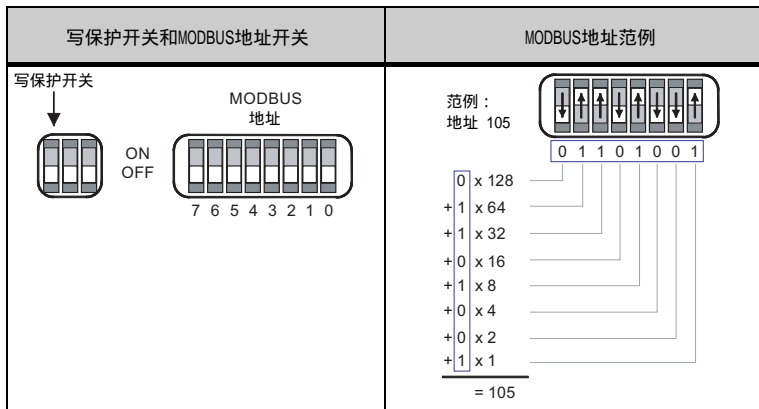 写保护开关和MODBUS地址开关
写保护开关
MODBUS
地址
ON
OFF
7 6 5 4 3 2 1 0
MODBUS地址范例
范例：
地址 105
0 1 1 0 1 0 0 1
0 x 128
+ 1 x 64
+ 1 x 32
+ 0 x 16
+ 1 x 8
+ 0 x 4
+ 0 x 2
+ 1 x 1
= 105